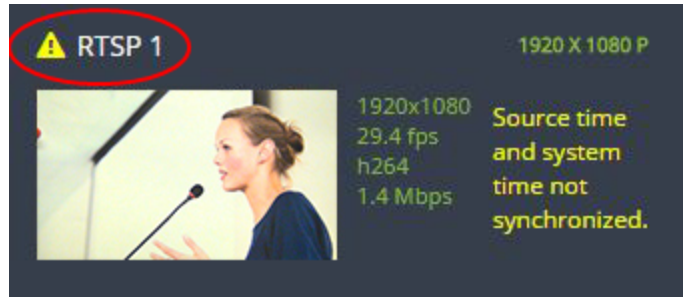 RTSP 1
1920 X 1080 P
1920x1080
29.4 fps
h264
1.4 Mbps
Source time
and system
time not
synchronized.